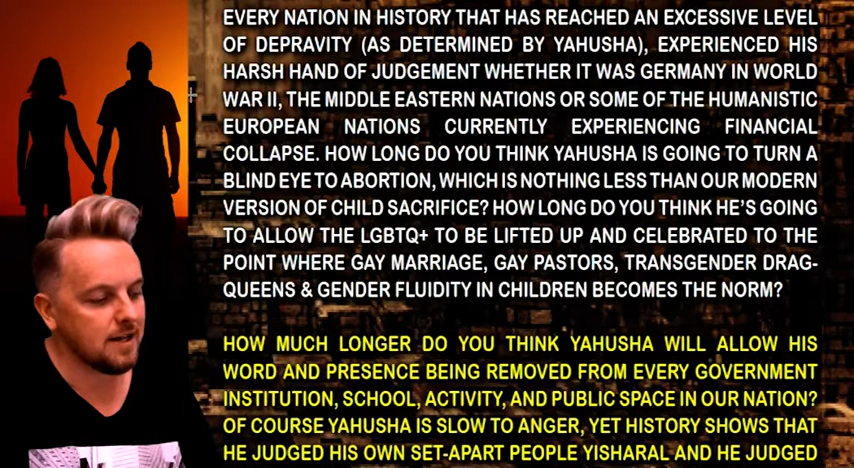 EVERY NATION IN HISTORY THAT HAS REACHED AN EXCESSIVE LEVEL
OF DEPRAVITY (AS DETERMINED BY YAHUSHA), EXPERIENCED HIS
HARSH HAND OF JUDGEMENT WHETHER IT WAS GERMANY IN WORLD
WAR II, THE MIDDLE EASTERN NATIONS OR SOME OF THE HUMANISTIC
EUROPEAN NATIONS CURRENTLY EXPERIENCING FINANCIAL
COLLAPSE. HOW LONG DO YOU THINK YAHUSHA IS GOING TO TURN A
BLIND EYE TO ABORTION, WHICH IS NOTHING LESS THAN OUR MODERN
VERSION OF CHILD SACRIFICE? HOW LONG DO YOU THINK HE'S GOING
TO ALLOW THE LGBTQ+ TO BE LIFTED UP AND CELEBRATED TO THE
POINT WHERE GAY MARRIAGE, GAY PASTORS, TRANSGENDER DRAG-
QUEENS & GENDER FLUIDITY IN CHILDREN BECOMES THE NORM?
HOW MUCH LONGER DO YOU THINK YAHUSHA WILL ALLOW HIS
WORD AND PRESENCE BEING REMOVED FROM EVERY GOVERNMENT
INSTITUTION, SCHOOL, ACTIVITY, AND PUBLIC SPACE IN OUR NATION?
OF COURSE YAHUSHA IS SLOW TO ANGER, YET HISTORY SHOWS THAT
HE JUDGED HIS OWN SET-APART PEOPLE YISHARAL AND HE JUDGED